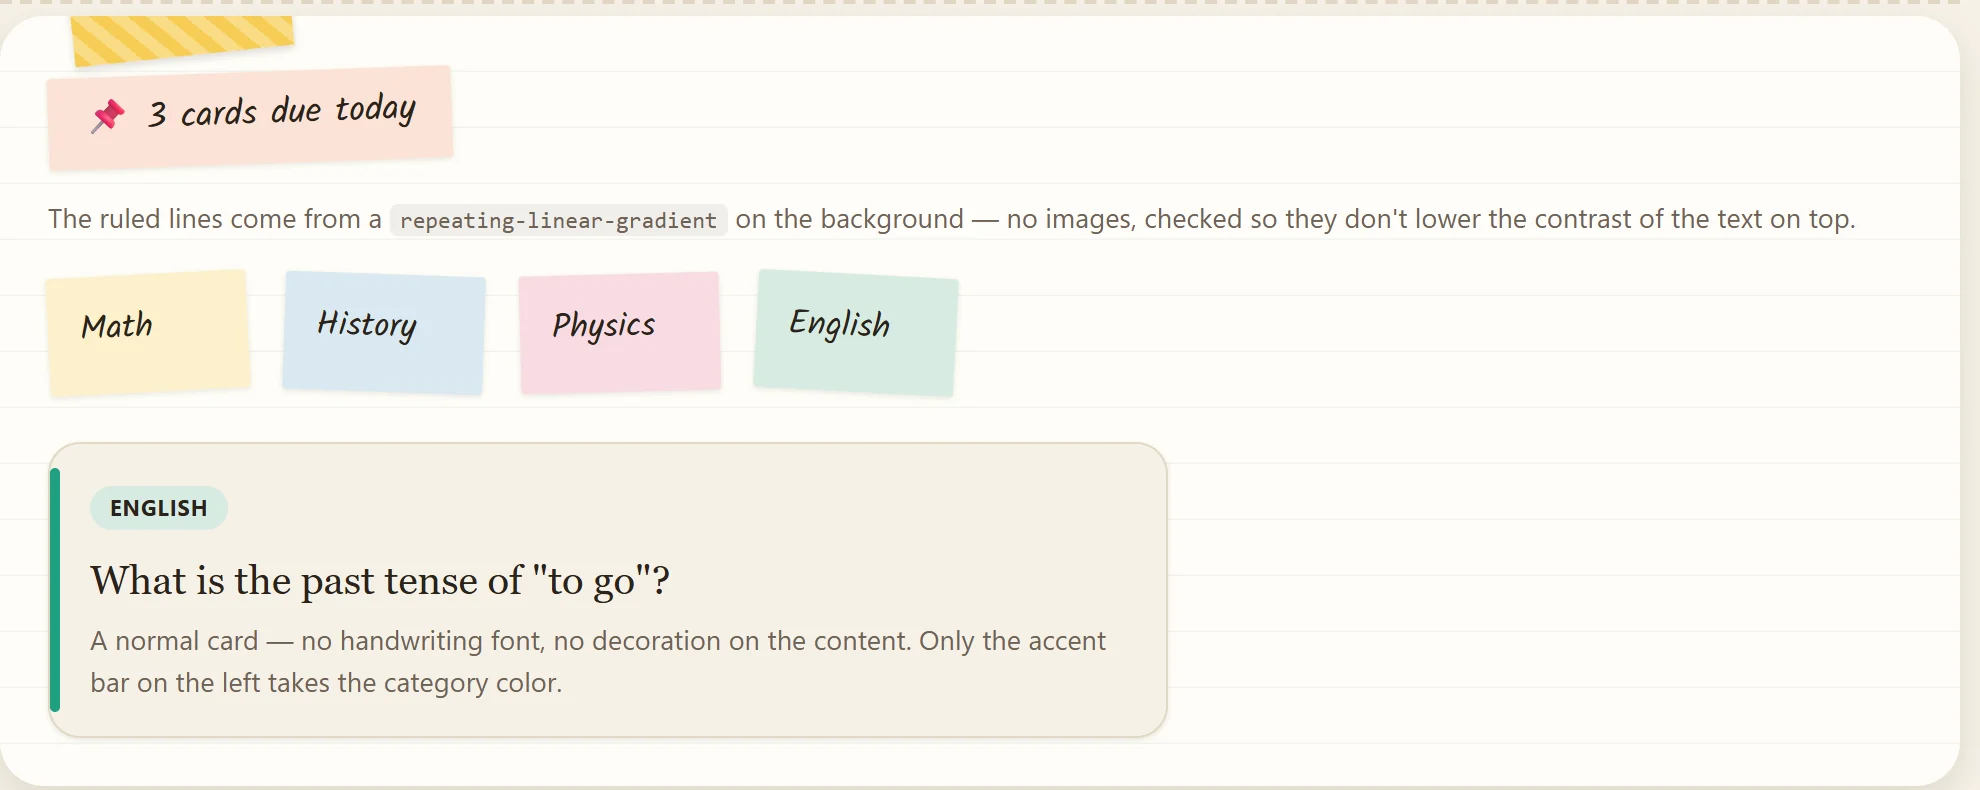 3 cards due today
The ruled lines come from a repeating-linear-gradient on the background — no images, checked so they don't lower the contrast of the text on top.
Math
History
Physics
English
ENGLISH
What is the past tense of "to go"?
A normal card — no handwriting font, no decoration on the content. Only the accent
bar on the left takes the category color.